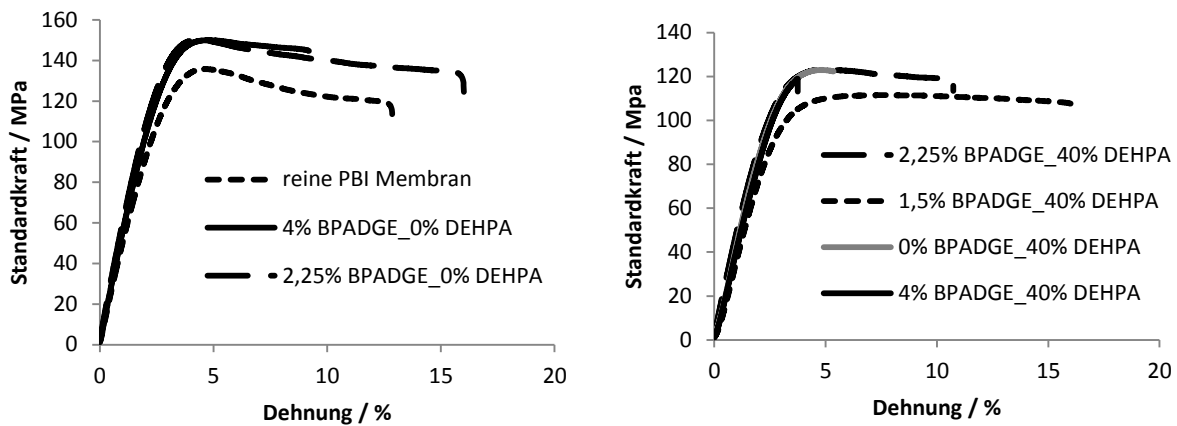 Standardkraft / MPa
160
140
120
100
80
60
40
20
0
0 5 10 15 20
Dehnung / %
reine PBI Membran
4% BPADGE_0% DEHPA
2,25% BPADGE_0% DEHPA
Standardkraft / Mpa
140
120
100
80
60
40
20
0
0 5 10 15 20
Dehnung / %
2,25% BPADGE_40% DEHPA
1,5% BPADGE_40% DEHPA
0% BPADGE_40% DEHPA
4% BPADGE_40% DEHPA